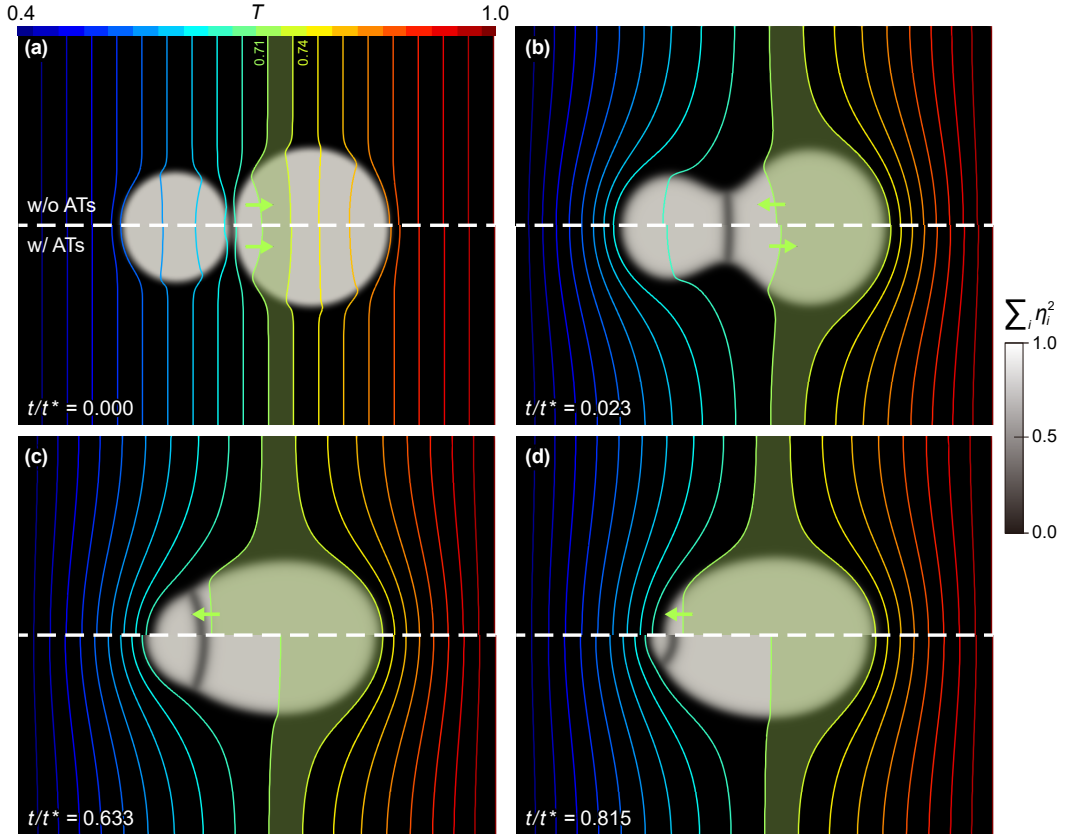 0.4 T 1.0
(a)
0.71
0.74
w/o ATs
w/ ATs
t/t* = 0.000
(b)
t/t* = 0.023
∑ᵢ ηᵢ²
1.0
0.5
0.0
(c)
t/t* = 0.633
(d)
t/t* = 0.815